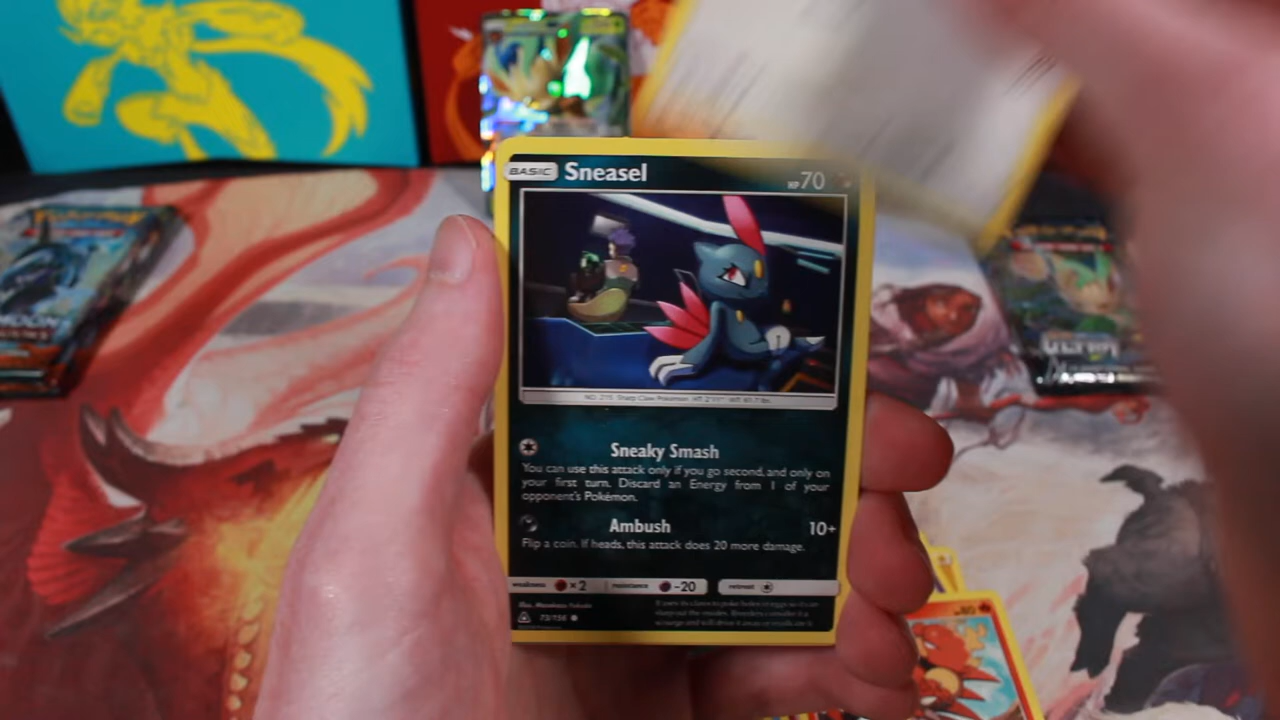 BASIC Sneasel HP 70
NO. 215 Sharp Claw Pokémon HT: 2'11" WT: 61.7 lbs.
Sneaky Smash
You can use this attack only if you go second, and only on
your first turn. Discard an Energy from 1 of your
opponent's Pokémon.
Ambush 10+
Flip a coin. If heads, this attack does 20 more damage.
weakness ×2 resistance -20 retreat
73/156
ULTRA